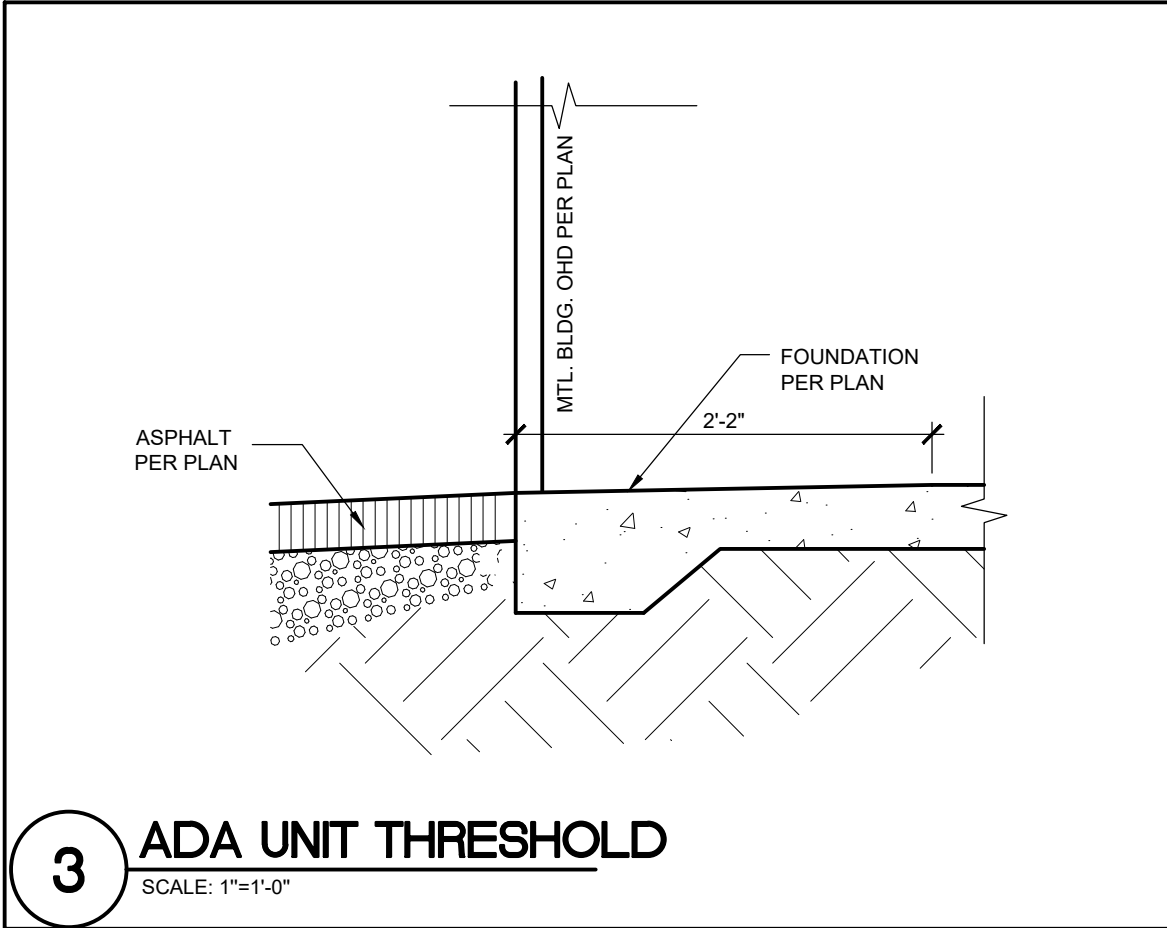 MTL. BLDG. OHD PER PLAN
FOUNDATION
PER PLAN
2'-2"
ASPHALT
PER PLAN
3
ADA UNIT THRESHOLD
SCALE: 1"=1'-0"